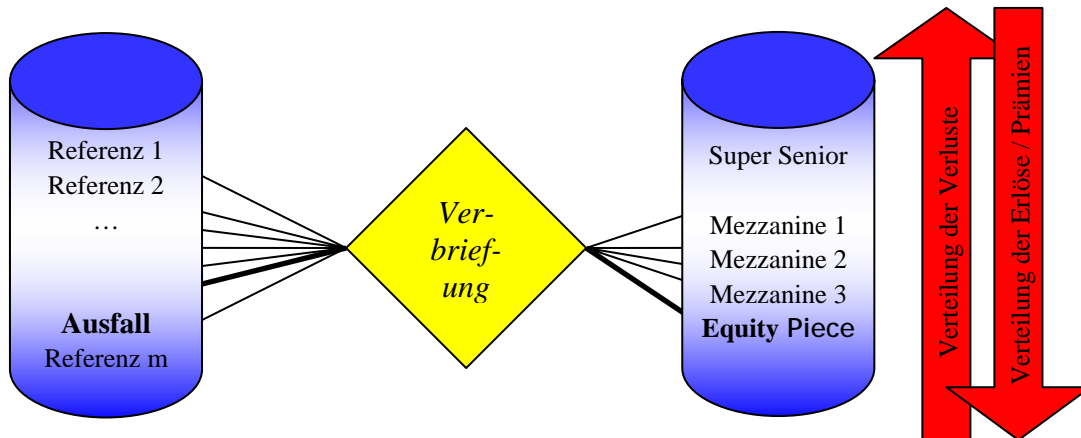 Referenz 1
Referenz 2
…
Ausfall
Referenz m
Ver-
brief-
ung
Super Senior
Mezzanine 1
Mezzanine 2
Mezzanine 3
Equity Piece
Verteilung der Verluste
Verteilung der Erlöse / Prämien